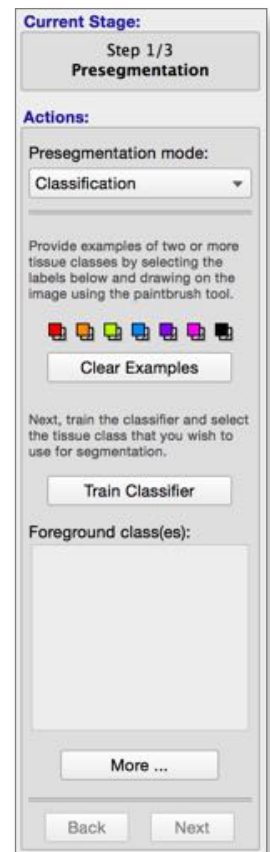 Current Stage:
Step 1/3
Presegmentation
Actions:
Presegmentation mode:
Classification
Provide examples of two or more
tissue classes by selecting the
labels below and drawing on the
image using the paintbrush tool.
Clear Examples
Next, train the classifier and select
the tissue class that you wish to
use for segmentation.
Train Classifier
Foreground class(es):
More ...
Back Next